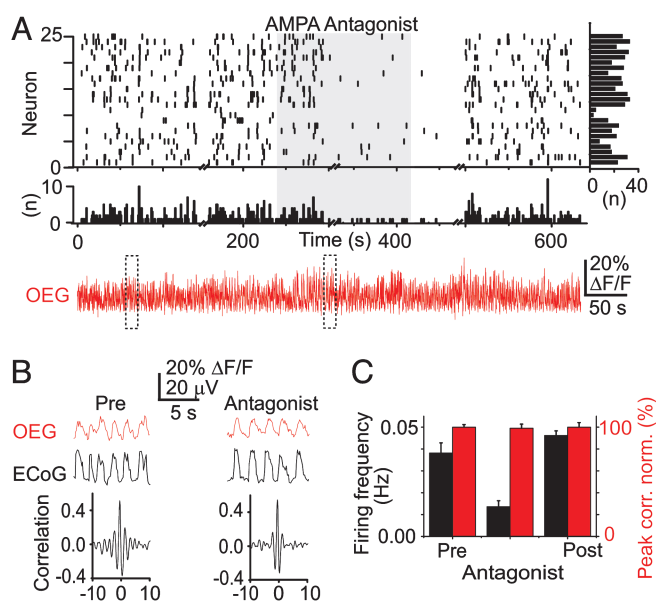 A
AMPA Antagonist
25
15
0
Neuron
0 (n) 40
10
0
(n)
0 200 400 600
Time (s)
OEG
20%
ΔF/F
50 s
B
20% ΔF/F
20 µV
5 s
Pre Antagonist
OEG
ECoG
Correlation
0.4
0.0
-0.4
-10 0 10
0.4
0.0
-0.4
-10 0 10
C
Firing frequency
(Hz)
0.05
0.00
100
0
Peak corr. norm. (%)
Pre Post
Antagonist